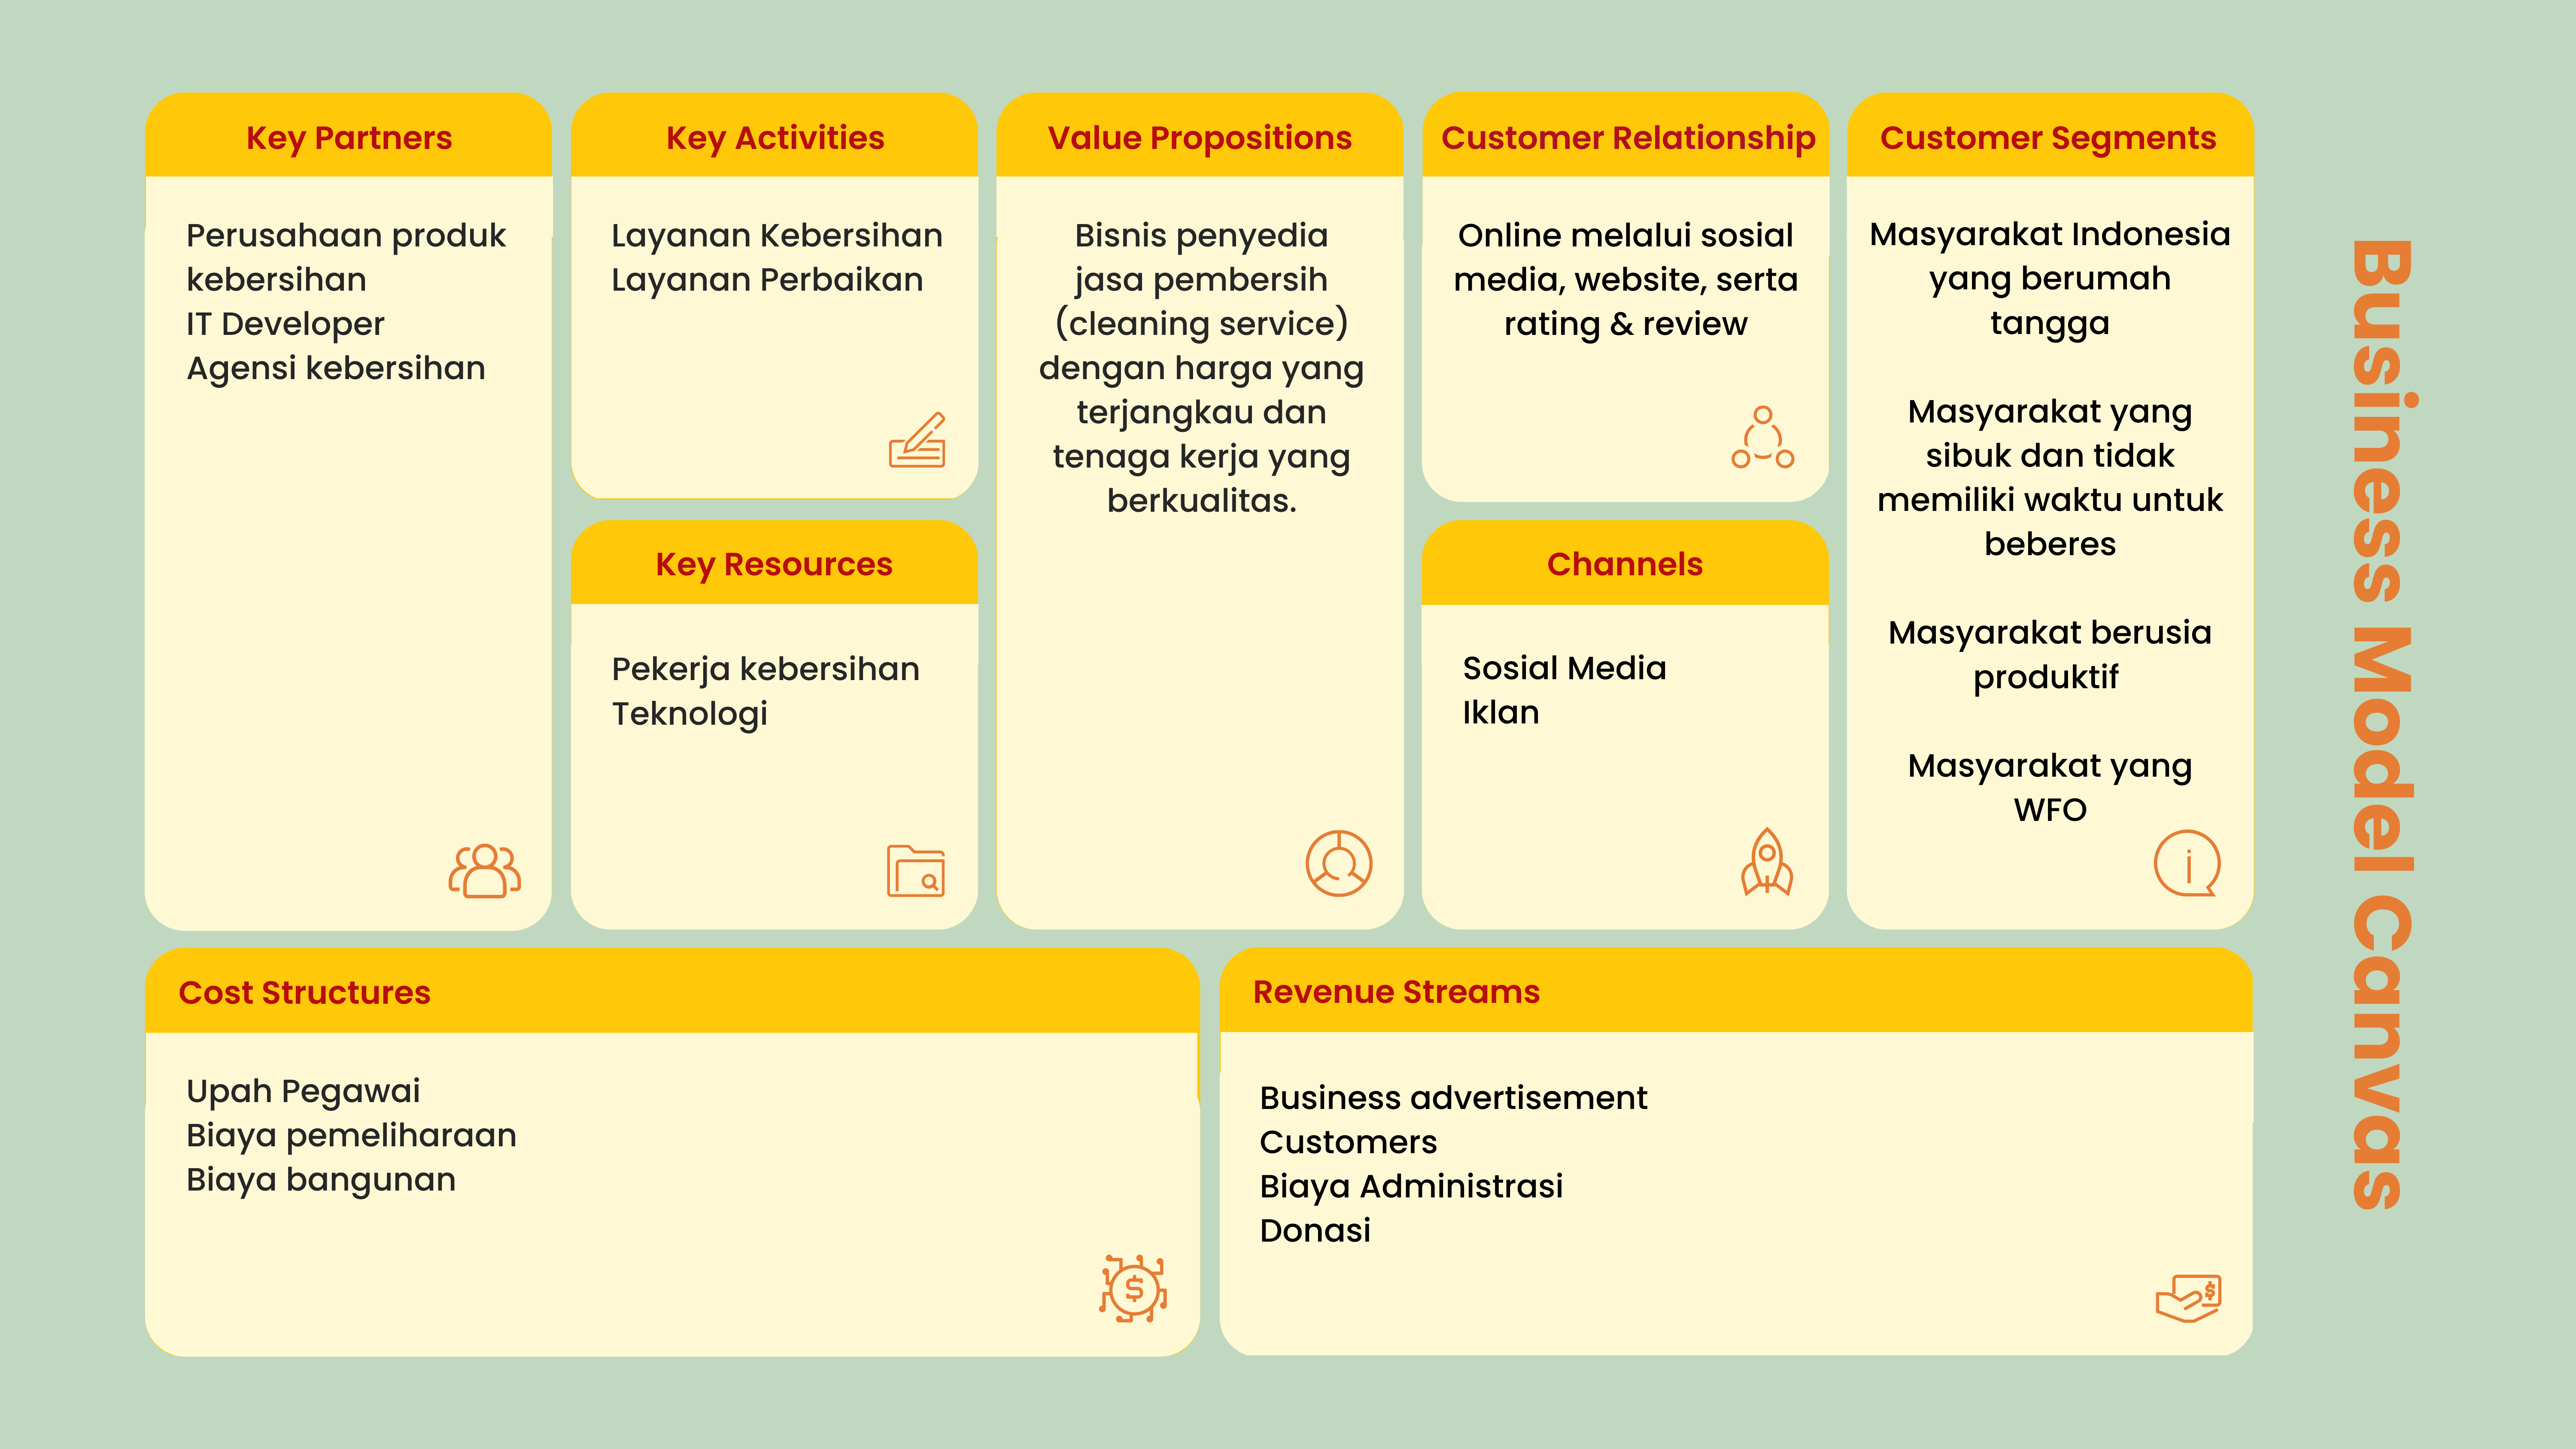 Key Partners
Perusahaan produk
kebersihan
IT Developer
Agensi kebersihan
Key Activities
Layanan Kebersihan
Layanan Perbaikan
Key Resources
Pekerja kebersihan
Teknologi
Value Propositions
Bisnis penyedia
jasa pembersih
(cleaning service)
dengan harga yang
terjangkau dan
tenaga kerja yang
berkualitas.
Customer Relationship
Online melalui sosial
media, website, serta
rating & review
Channels
Sosial Media
Iklan
Customer Segments
Masyarakat Indonesia
yang berumah
tangga
Masyarakat yang
sibuk dan tidak
memiliki waktu untuk
beberes
Masyarakat berusia
produktif
Masyarakat yang
WFO
Cost Structures
Upah Pegawai
Biaya pemeliharaan
Biaya bangunan
Revenue Streams
Business advertisement
Customers
Biaya Administrasi
Donasi
Business Model Canvas